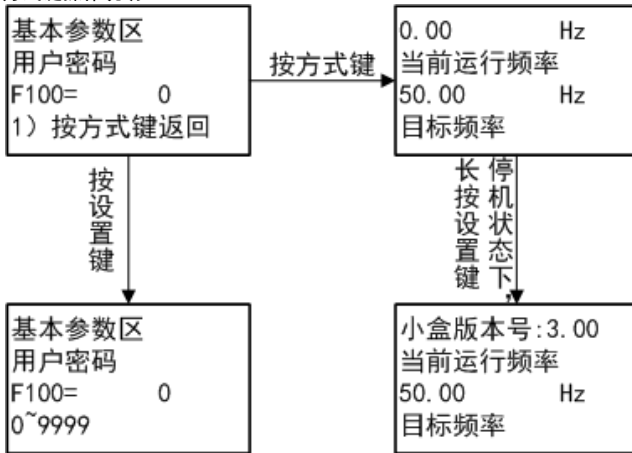 基本参数区
用户密码
F100= 0
1) 按方式键返回
按方式键
0.00 Hz
当前运行频率
50.00 Hz
目标频率
按设置键
停机状态下,
长按设置键
基本参数区
用户密码
F100= 0
0~9999
小盒版本号:3.00
当前运行频率
50.00 Hz
目标频率